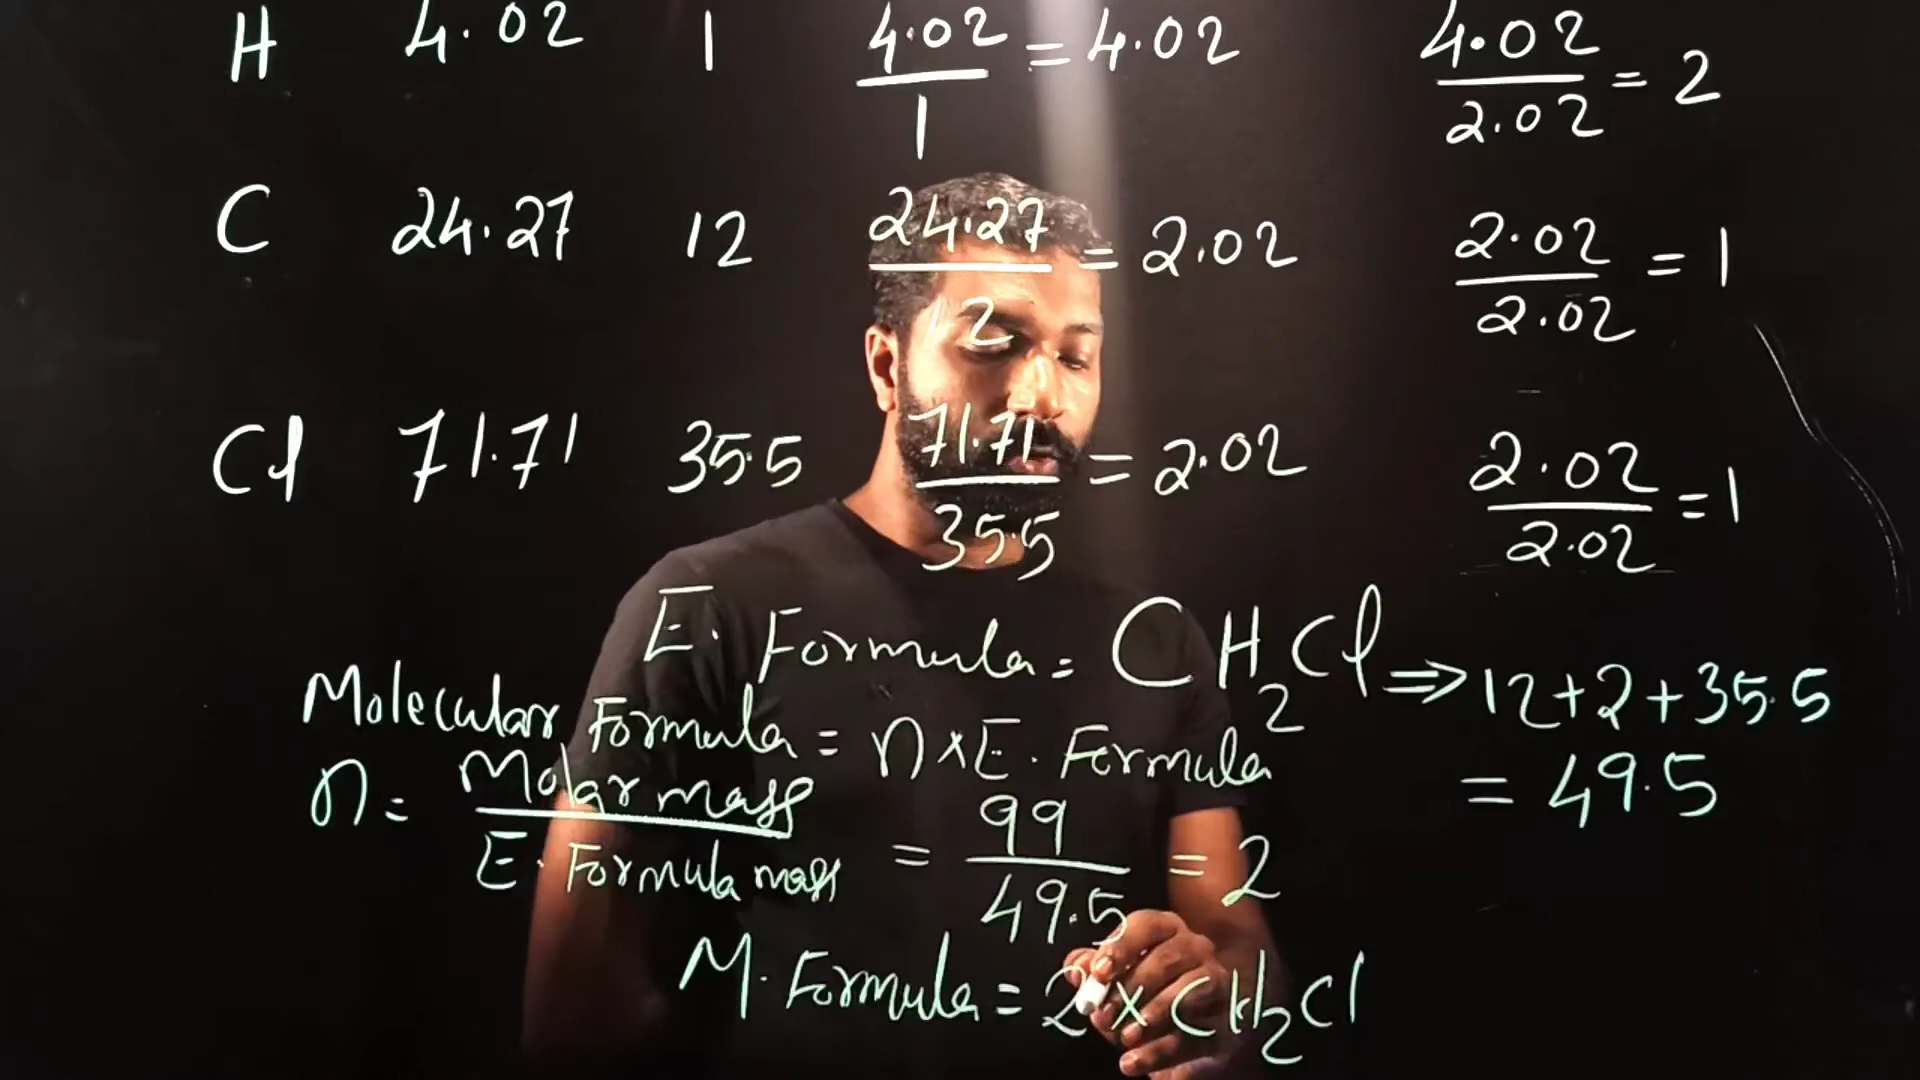 H 4.02 1 4.02/1 = 4.02 4.02/2.02 = 2
C 24.27 12 24.27/12 = 2.02 2.02/2.02 = 1
Cl 71.71 35.5 71.71/35.5 = 2.02 2.02/2.02 = 1
E. Formula = CH₂Cl ⇒ 12+2+35.5
= 49.5
Molecular Formula = n×E. Formula
n = Molar mass/E. Formula mass = 99/49.5 = 2
M. Formula = 2 × CH₂Cl